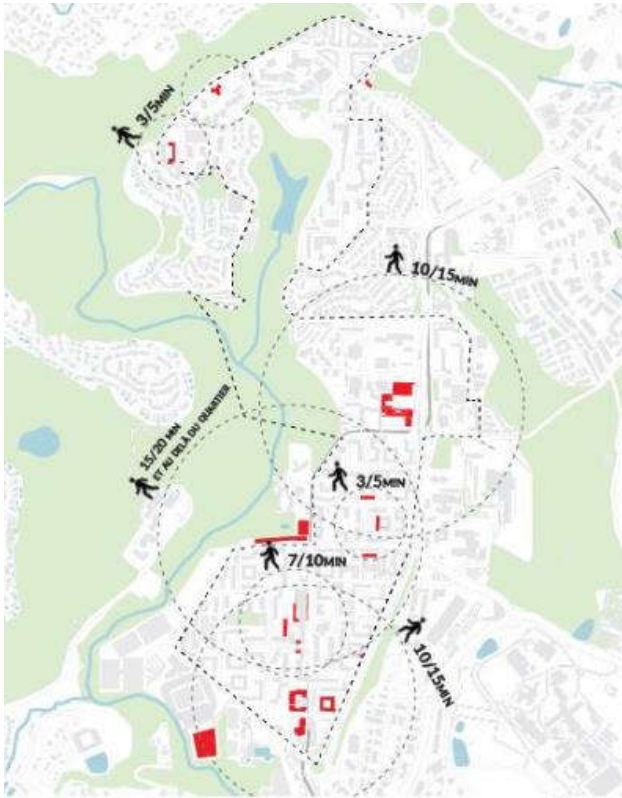 3/5MIN
10/15MIN
15/20 MIN
ET AU DELÀ DU QUARTIER
3/5MIN
7/10MIN
10/15MIN